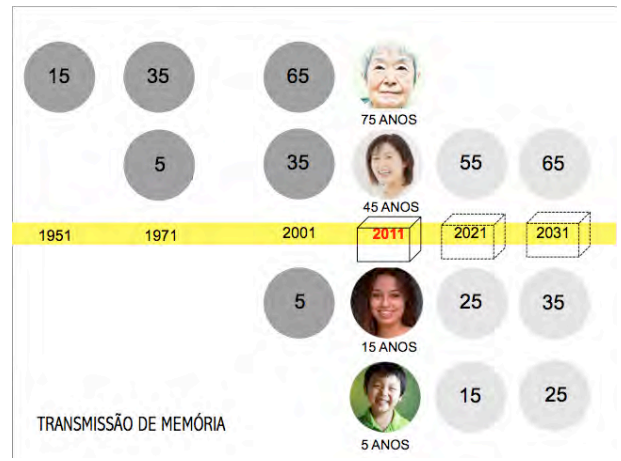 15 35 65
75 ANOS
5 35 55 65
45 ANOS
1951 1971 2001 2011 2021 2031
5 25 35
15 ANOS
15 25
TRANSMISSÃO DE MEMÓRIA
5 ANOS